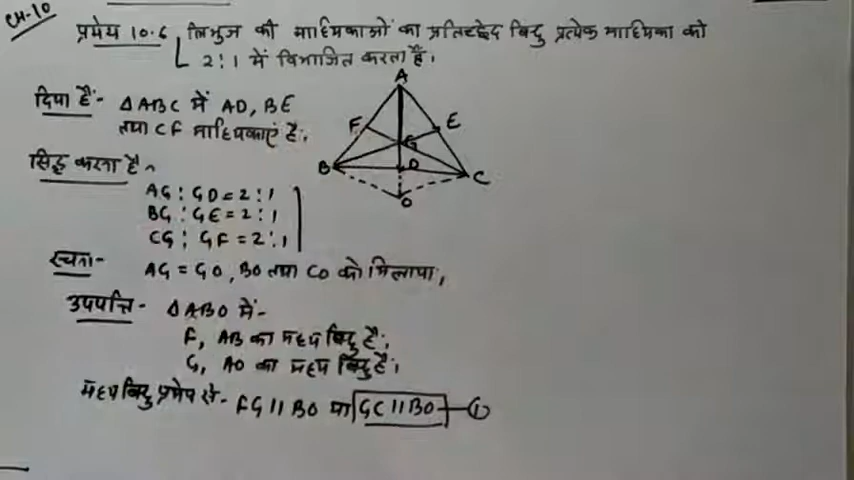 CH-10
प्रमेय 10.6 त्रिभुज की माध्यिकाओं का प्रतिच्छेद बिंदु प्रत्येक माध्यिका को
2:1 में विभाजित करता है।
दिया है:- ΔABC में AD, BE
तथा CF माध्यिकाएं हैं।
A
F
E
G
B
D
C
O
सिद्ध करना है-
AG : GD = 2:1
BG : GE = 2:1
CG : GF = 2:1
रचना-
AG = GO, BO तथा CO को मिलाया,
उपपत्ति- ΔABO में-
F, AB का मध्य बिंदु है;
G, AO का मध्य बिंदु है।
मध्य बिंदु प्रमेय से- FG || BO या GC || BO — ①